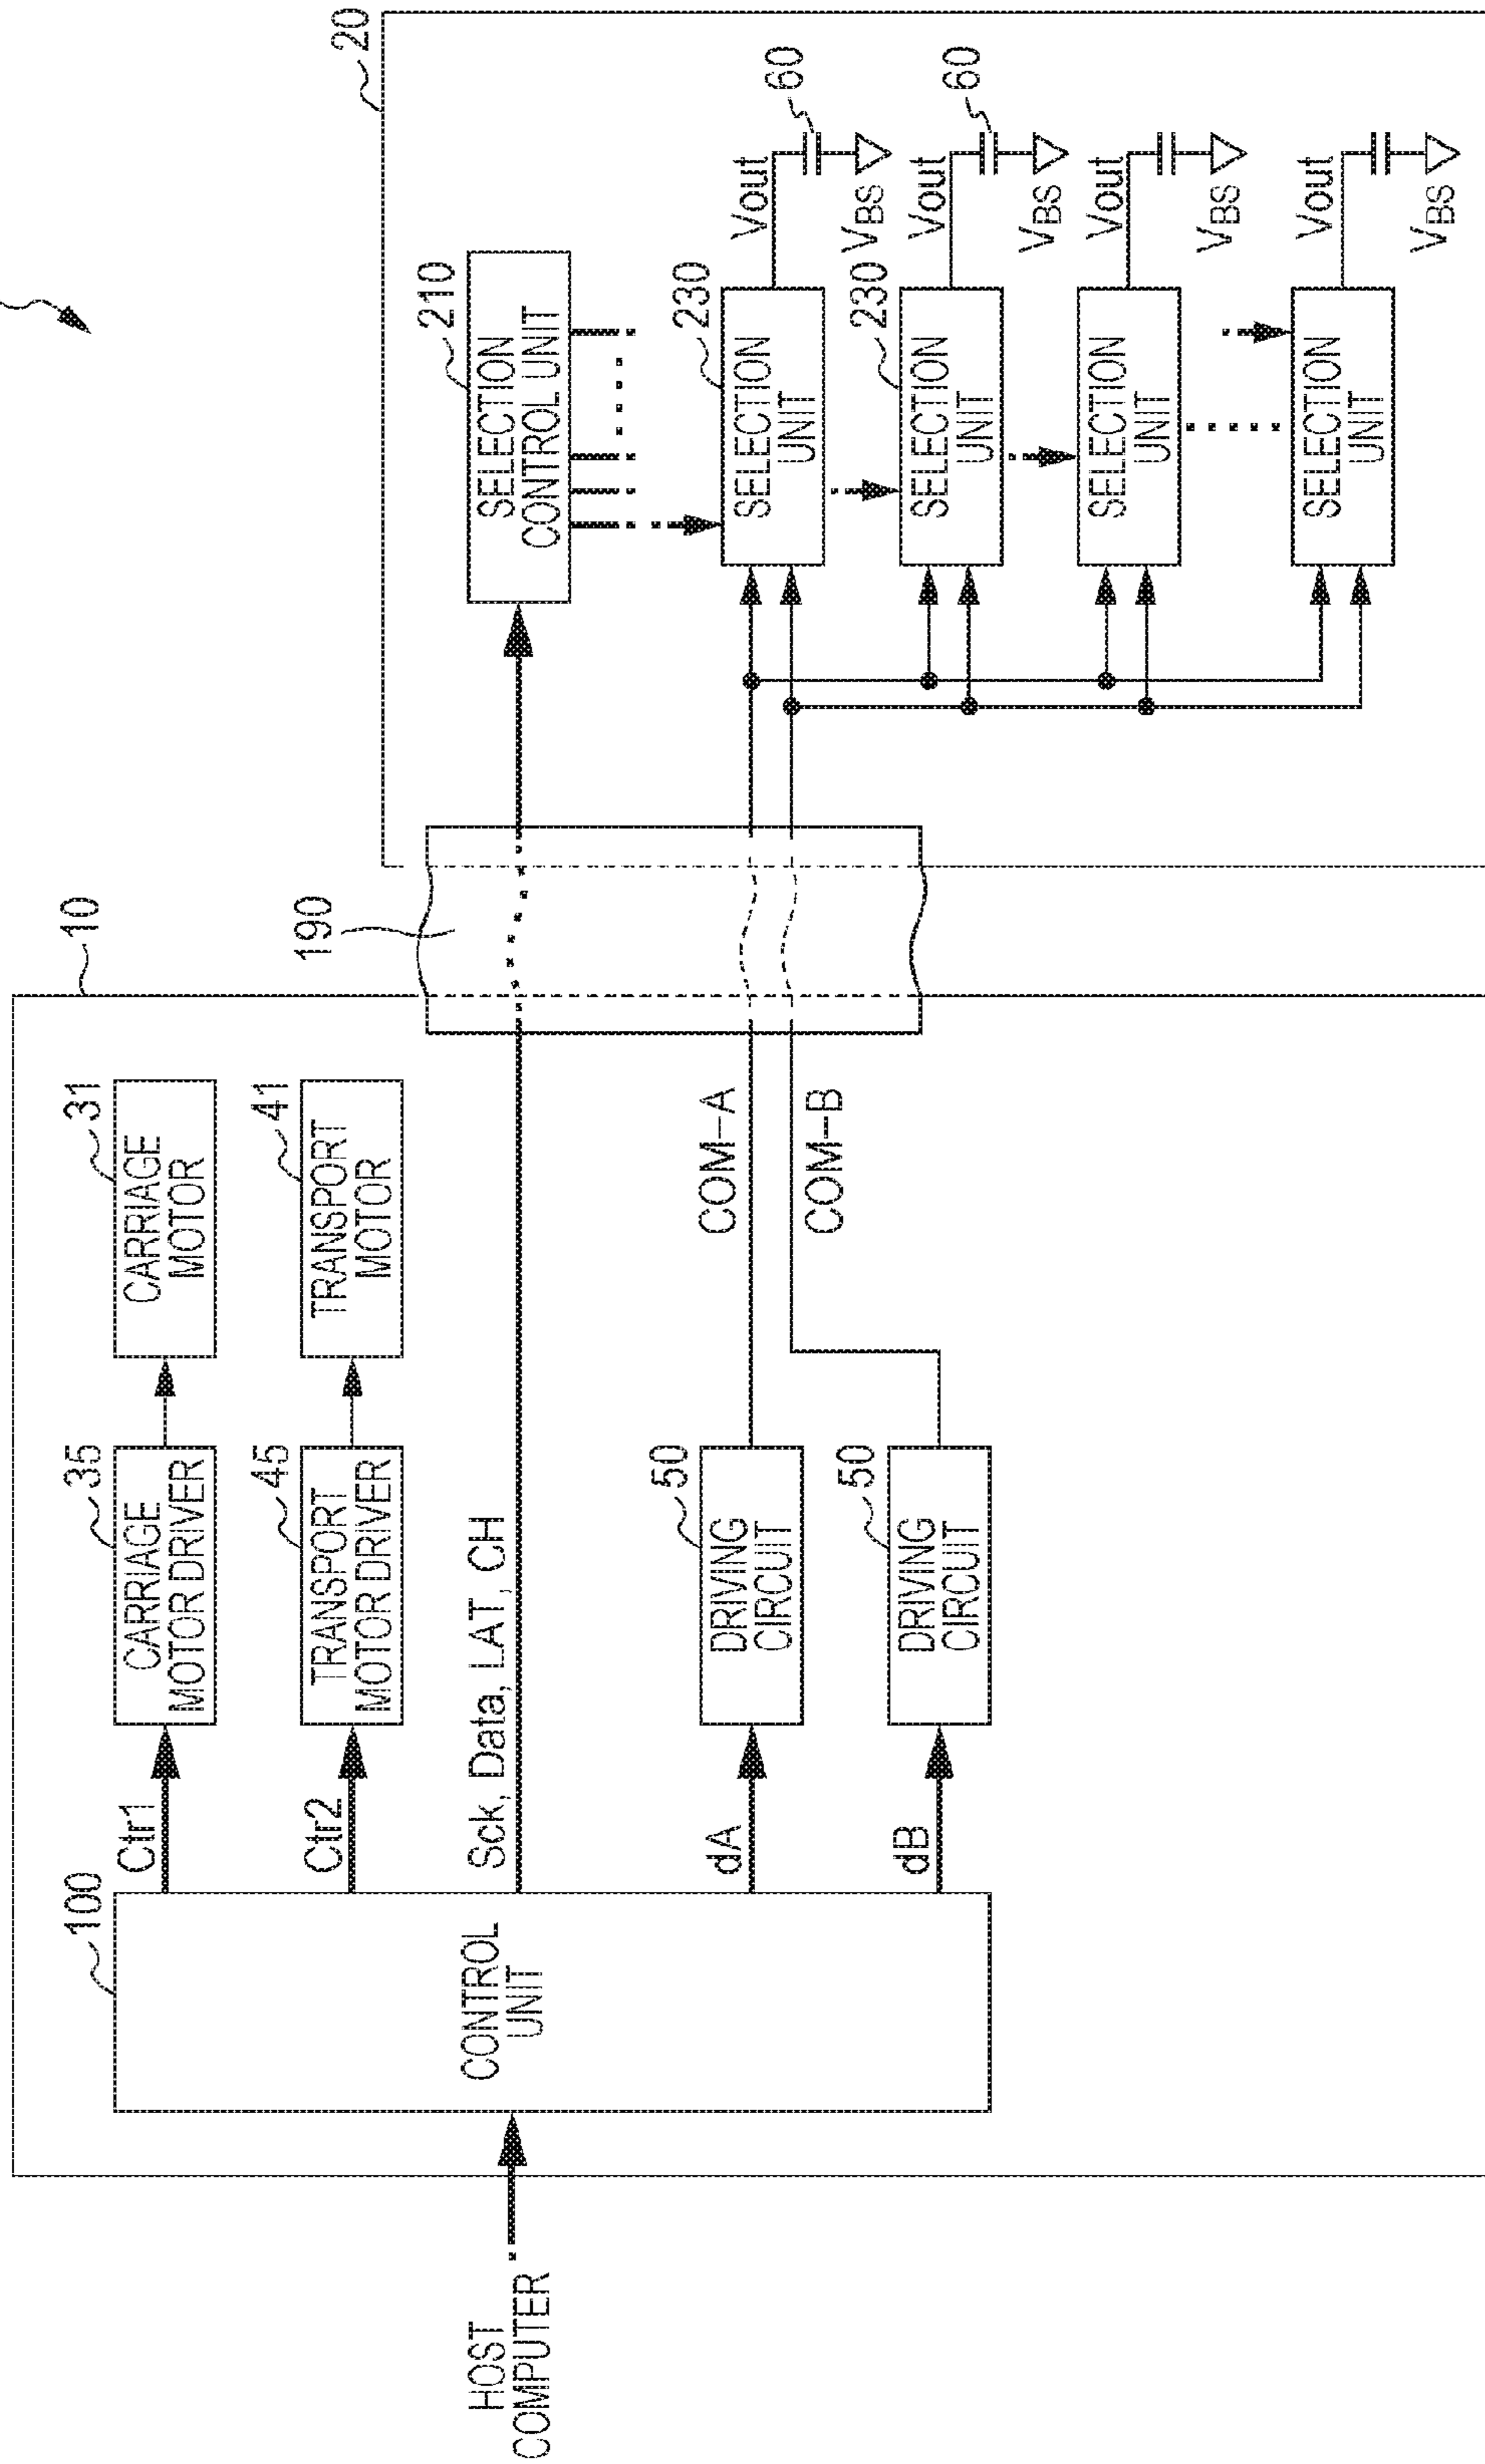 10
20
100
CONTROL
UNIT
HOST
COMPUTER
Ctr1
35
CARRIAGE
MOTOR DRIVER
31
CARRIAGE
MOTOR
Ctr2
45
TRANSPORT
MOTOR DRIVER
41
TRANSPORT
MOTOR
Sck, Data, LAT, CH
190
210
SELECTION
CONTROL UNIT
dA
50
DRIVING
CIRCUIT
COM-A
dB
50
DRIVING
CIRCUIT
COM-B
230
SELECTION
UNIT
Vout
60
VBS
230
SELECTION
UNIT
Vout
60
VBS
SELECTION
UNIT
Vout
VBS
SELECTION
UNIT
Vout
VBS